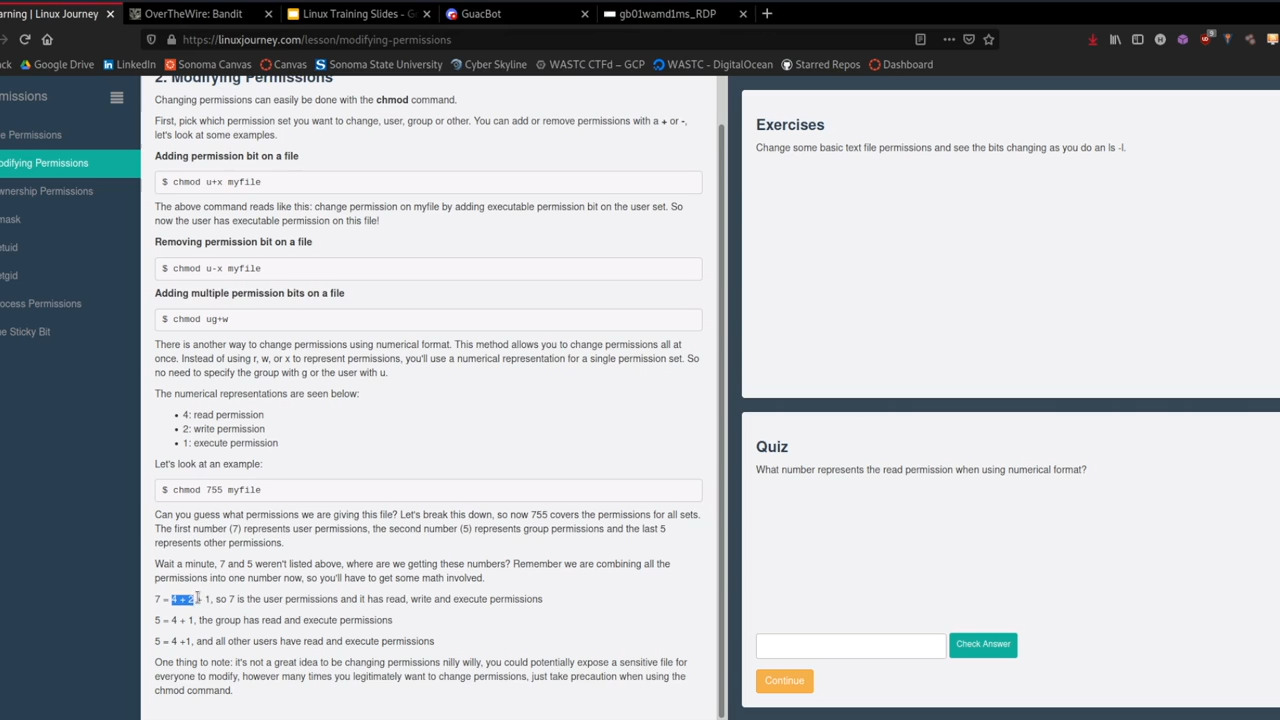 arning | Linux Journey
OverTheWire: Bandit
Linux Training Slides - G
GuacBot
gb01wamd1ms_RDP
https://linuxjourney.com/lesson/modifying-permissions
ack
Google Drive
LinkedIn
Sonoma Canvas
Canvas
Sonoma State University
Cyber Skyline
WASTC CTFd – GCP
WASTC - DigitalOcean
Starred Repos
Dashboard
missions
e Permissions
odifying Permissions
wnership Permissions
mask
etuid
etgid
ocess Permissions
he Sticky Bit
2. Modifying Permissions
Changing permissions can easily be done with the chmod command.
First, pick which permission set you want to change, user, group or other. You can add or remove permissions with a + or -,
let's look at some examples.
Adding permission bit on a file
$ chmod u+x myfile
The above command reads like this: change permission on myfile by adding executable permission bit on the user set. So
now the user has executable permission on this file!
Removing permission bit on a file
$ chmod u-x myfile
Adding multiple permission bits on a file
$ chmod ug+w
There is another way to change permissions using numerical format. This method allows you to change permissions all at
once. Instead of using r, w, or x to represent permissions, you'll use a numerical representation for a single permission set. So
no need to specify the group with g or the user with u.
The numerical representations are seen below:
• 4: read permission
• 2: write permission
• 1: execute permission
Let's look at an example:
$ chmod 755 myfile
Can you guess what permissions we are giving this file? Let's break this down, so now 755 covers the permissions for all sets.
The first number (7) represents user permissions, the second number (5) represents group permissions and the last 5
represents other permissions.
Wait a minute, 7 and 5 weren't listed above, where are we getting these numbers? Remember we are combining all the
permissions into one number now, so you'll have to get some math involved.
7 = 4 + 2 + 1, so 7 is the user permissions and it has read, write and execute permissions
5 = 4 + 1, the group has read and execute permissions
5 = 4 +1, and all other users have read and execute permissions
One thing to note: it's not a great idea to be changing permissions nilly willy, you could potentially expose a sensitive file for
everyone to modify, however many times you legitimately want to change permissions, just take precaution when using the
chmod command.
Exercises
Change some basic text file permissions and see the bits changing as you do an ls -l.
Quiz
What number represents the read permission when using numerical format?
Check Answer
Continue